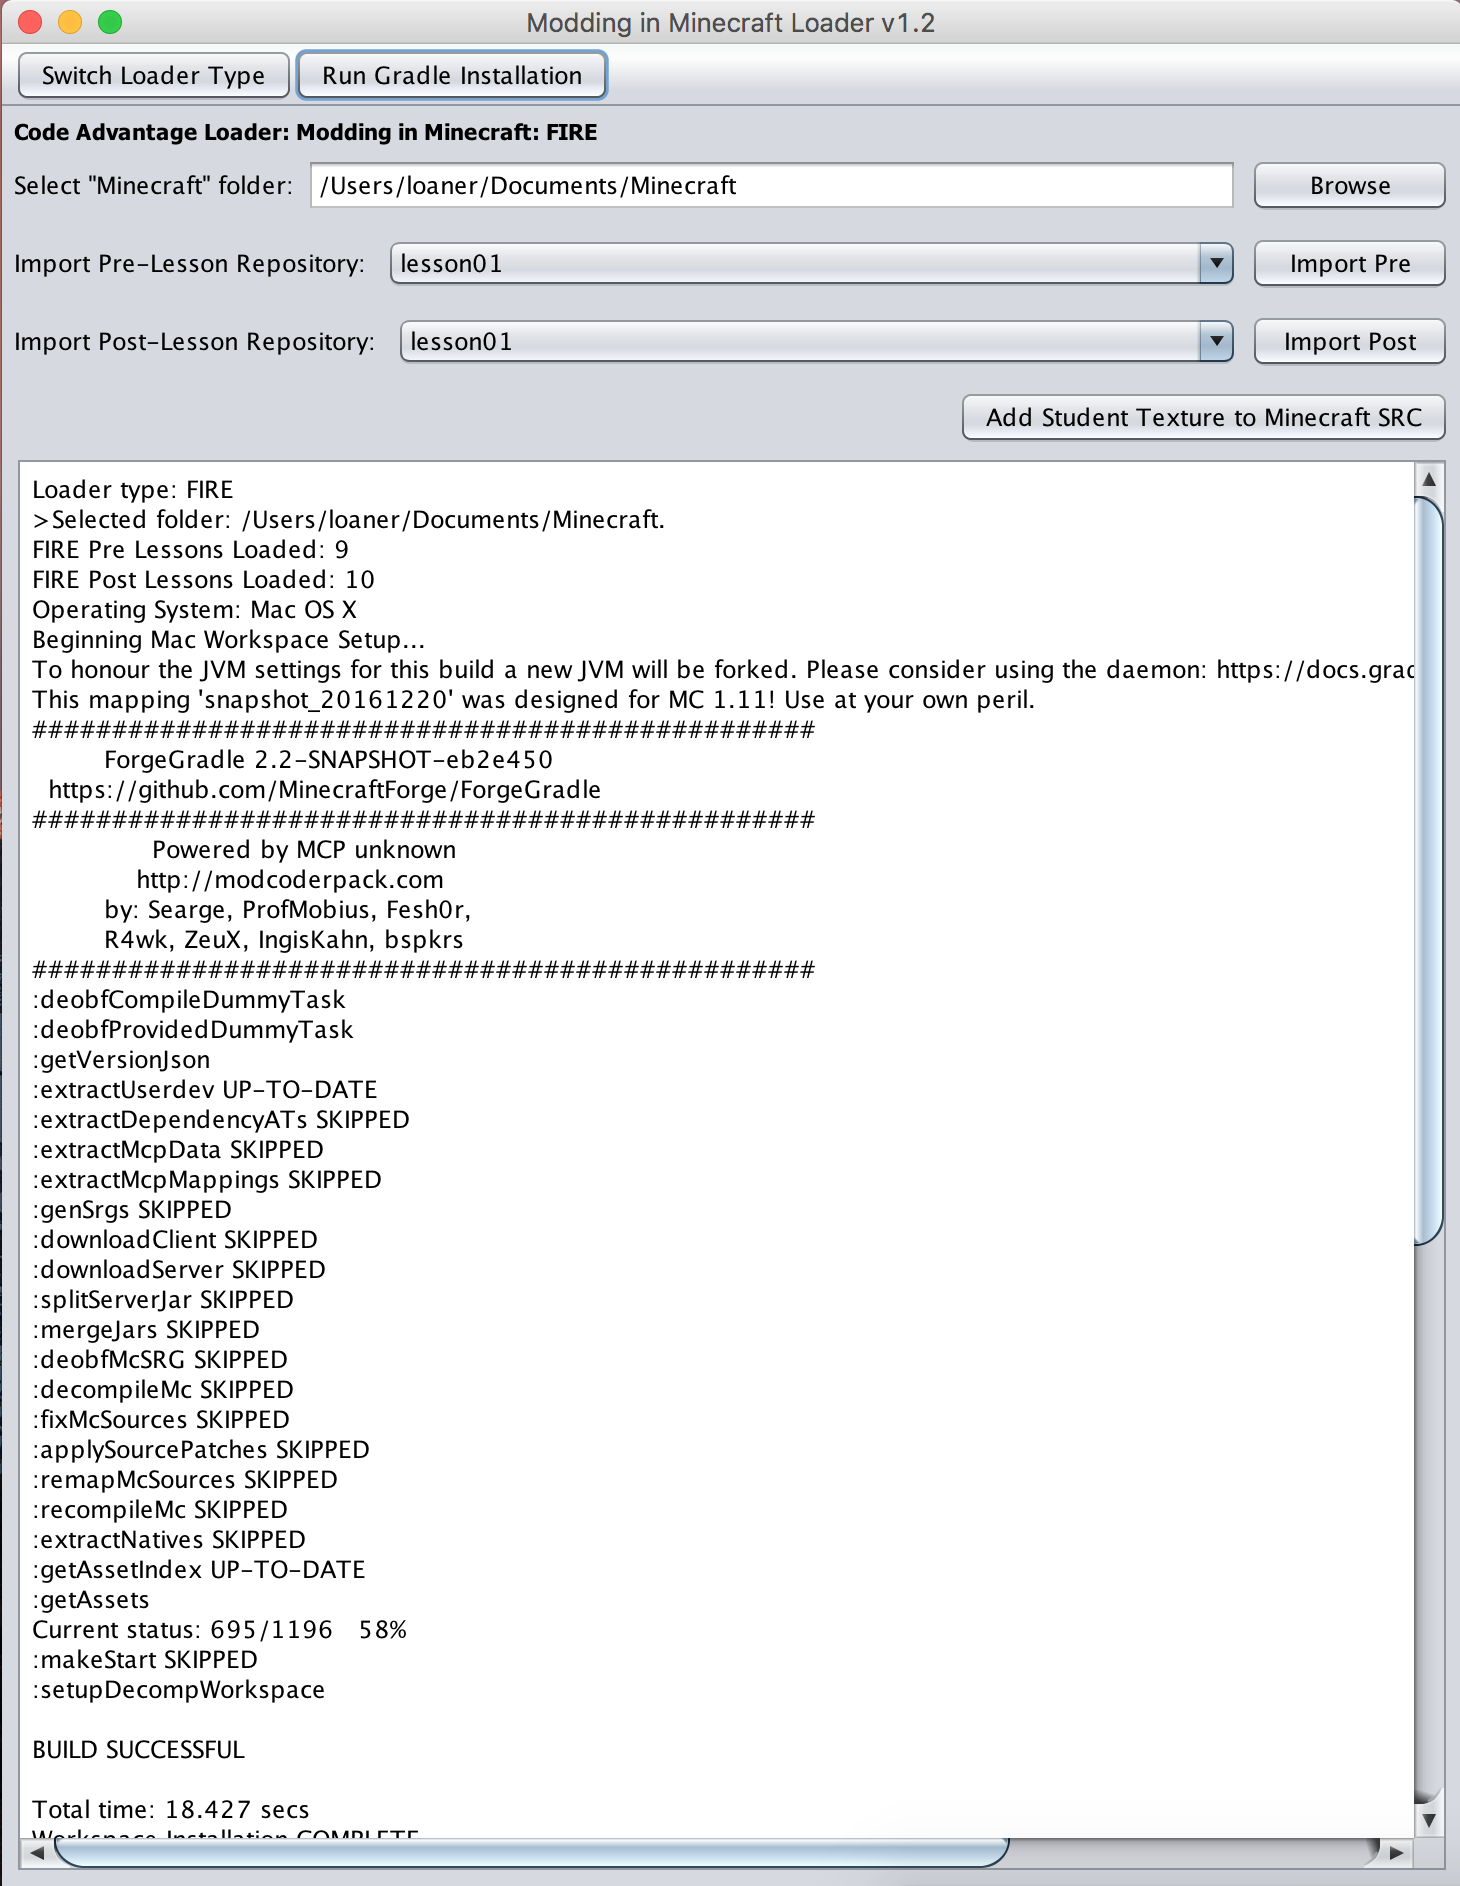 Modding in Minecraft Loader v1.2
Switch Loader Type Run Gradle Installation
Code Advantage Loader: Modding in Minecraft: FIRE
Select "Minecraft" folder: /Users/loaner/Documents/Minecraft Browse
Import Pre-Lesson Repository: lesson01 Import Pre
Import Post-Lesson Repository: lesson01 Import Post
Add Student Texture to Minecraft SRC
Loader type: FIRE
>Selected folder: /Users/loaner/Documents/Minecraft.
FIRE Pre Lessons Loaded: 9
FIRE Post Lessons Loaded: 10
Operating System: Mac OS X
Beginning Mac Workspace Setup...
To honour the JVM settings for this build a new JVM will be forked. Please consider using the daemon: https://docs.grad
This mapping 'snapshot_20161220' was designed for MC 1.11! Use at your own peril.
#################################################
ForgeGradle 2.2-SNAPSHOT-eb2e450
https://github.com/MinecraftForge/ForgeGradle
#################################################
Powered by MCP unknown
http://modcoderpack.com
by: Searge, ProfMobius, Fesh0r,
R4wk, ZeuX, IngisKahn, bspkrs
#################################################
:deobfCompileDummyTask
:deobfProvidedDummyTask
:getVersionJson
:extractUserdev UP-TO-DATE
:extractDependencyATs SKIPPED
:extractMcpData SKIPPED
:extractMcpMappings SKIPPED
:genSrgs SKIPPED
:downloadClient SKIPPED
:downloadServer SKIPPED
:splitServerJar SKIPPED
:mergeJars SKIPPED
:deobfMcSRG SKIPPED
:decompileMc SKIPPED
:fixMcSources SKIPPED
:applySourcePatches SKIPPED
:remapMcSources SKIPPED
:recompileMc SKIPPED
:extractNatives SKIPPED
:getAssetIndex UP-TO-DATE
:getAssets
Current status: 695/1196 58%
:makeStart SKIPPED
:setupDecompWorkspace
BUILD SUCCESSFUL
Total time: 18.427 secs
Workspace Installation COMPLETE